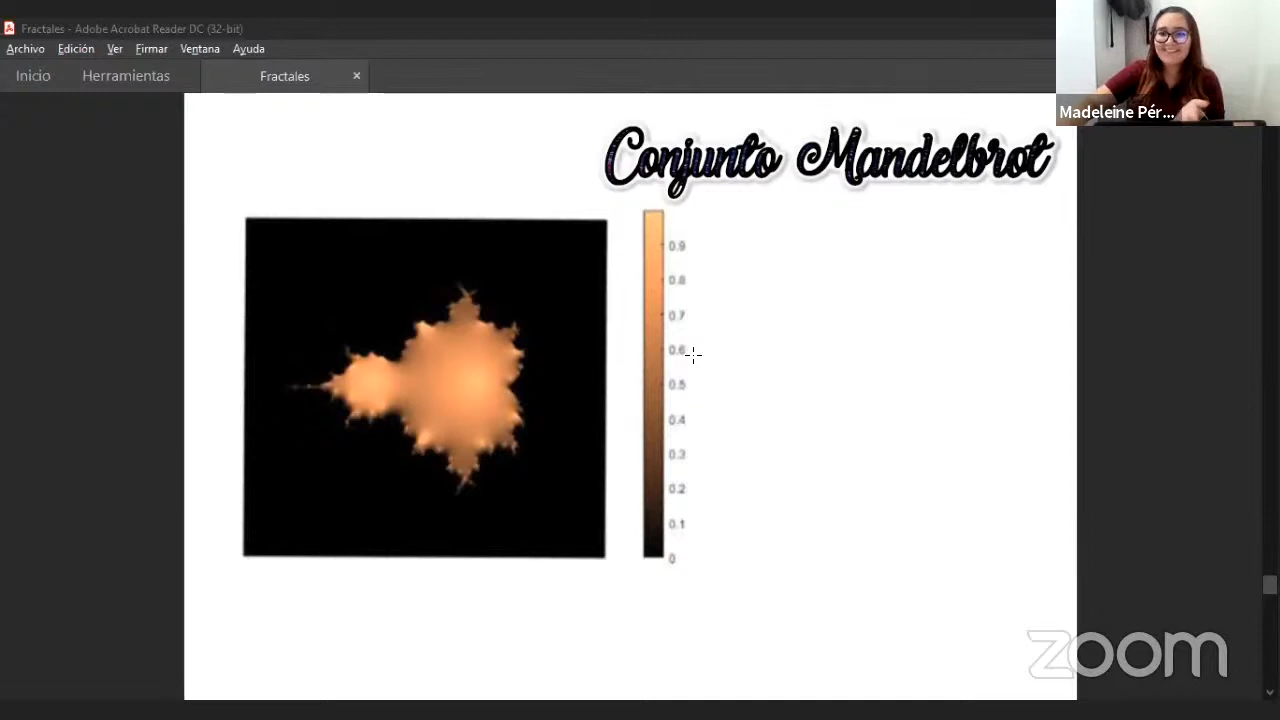 Fractales - Adobe Acrobat Reader DC (32-bit)
Archivo Edición Ver Firmar Ventana Ayuda
Inicio Herramientas Fractales ×
Madeleine Pér...
Conjunto Mandelbrot
0.9
0.8
0.7
0.6
0.5
0.4
0.3
0.2
0.1
0
zoom